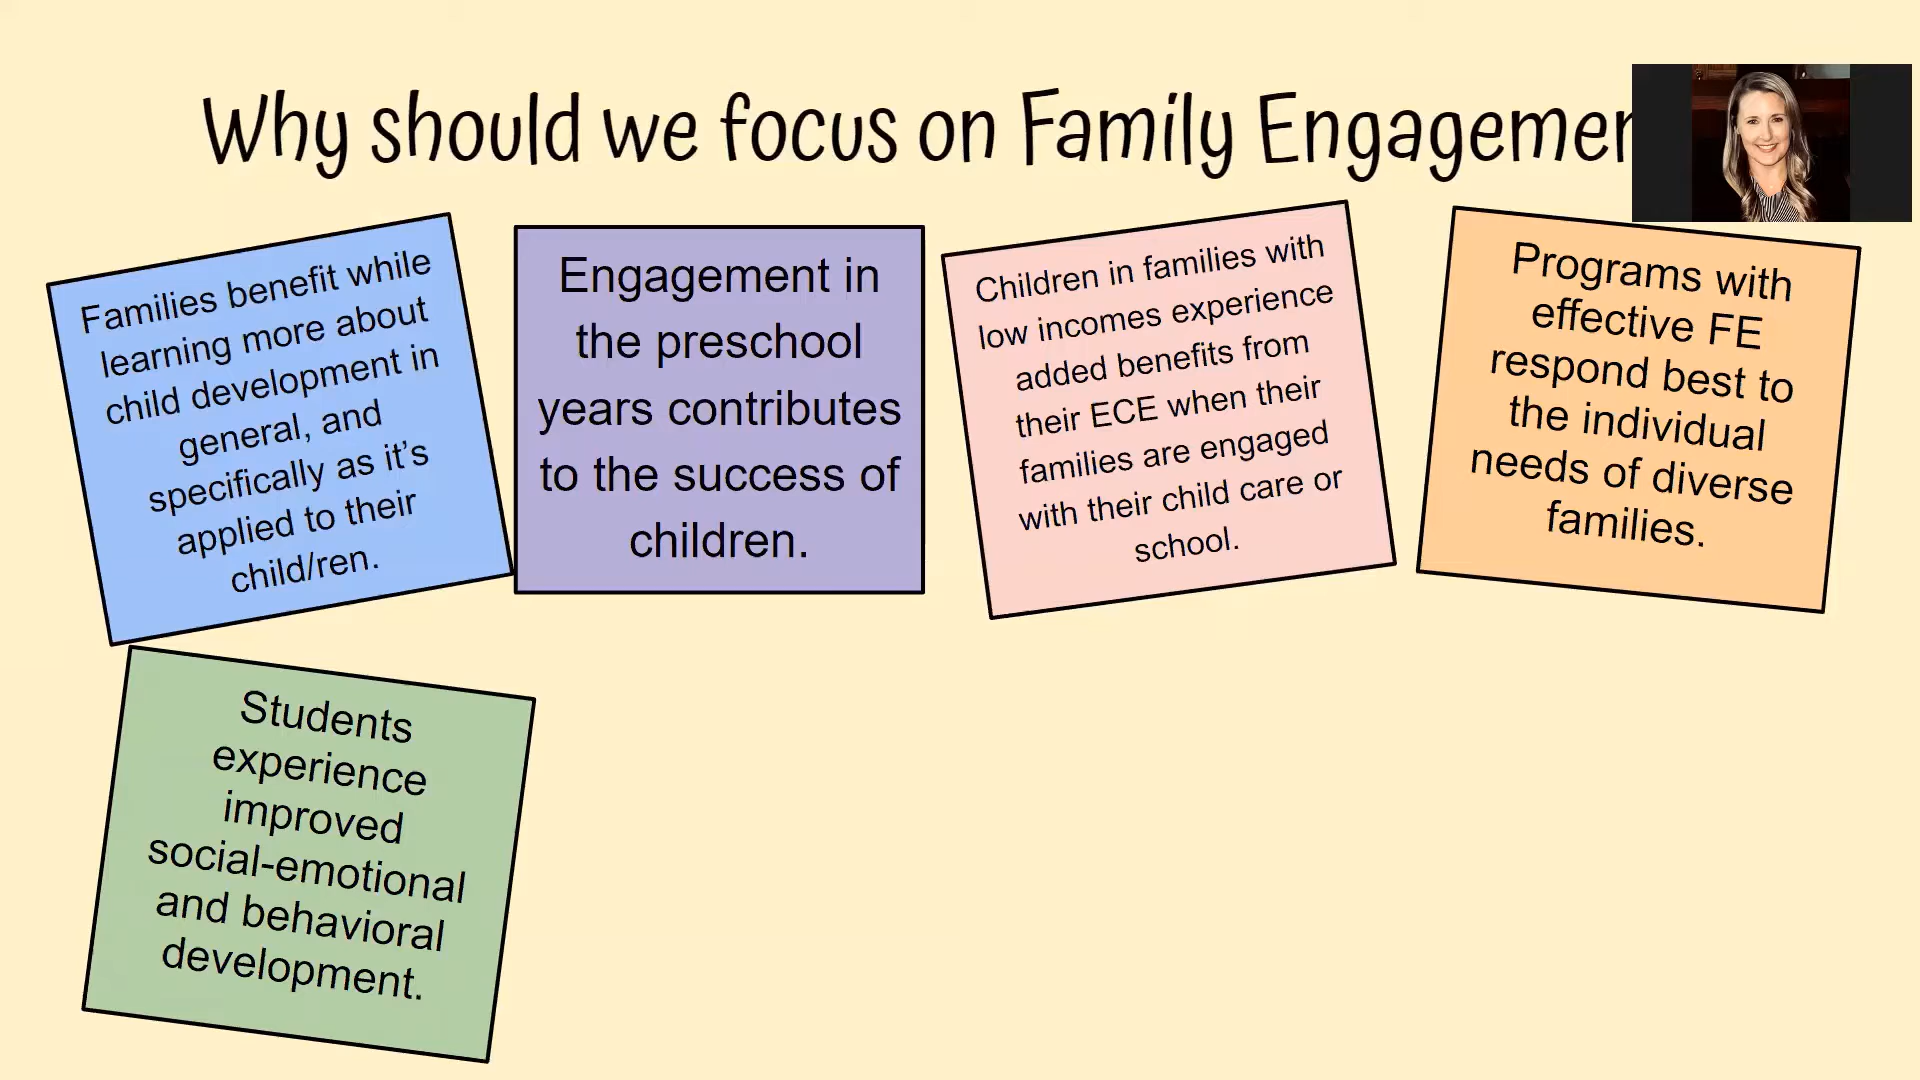 Why should we focus on Family Engagemen
Families benefit while
learning more about
child development in
general, and
specifically as it’s
applied to their
child/ren.
Engagement in
the preschool
years contributes
to the success of
children.
Children in families with
low incomes experience
added benefits from
their ECE when their
families are engaged
with their child care or
school.
Programs with
effective FE
respond best to
the individual
needs of diverse
families.
Students
experience
improved
social-emotional
and behavioral
development.